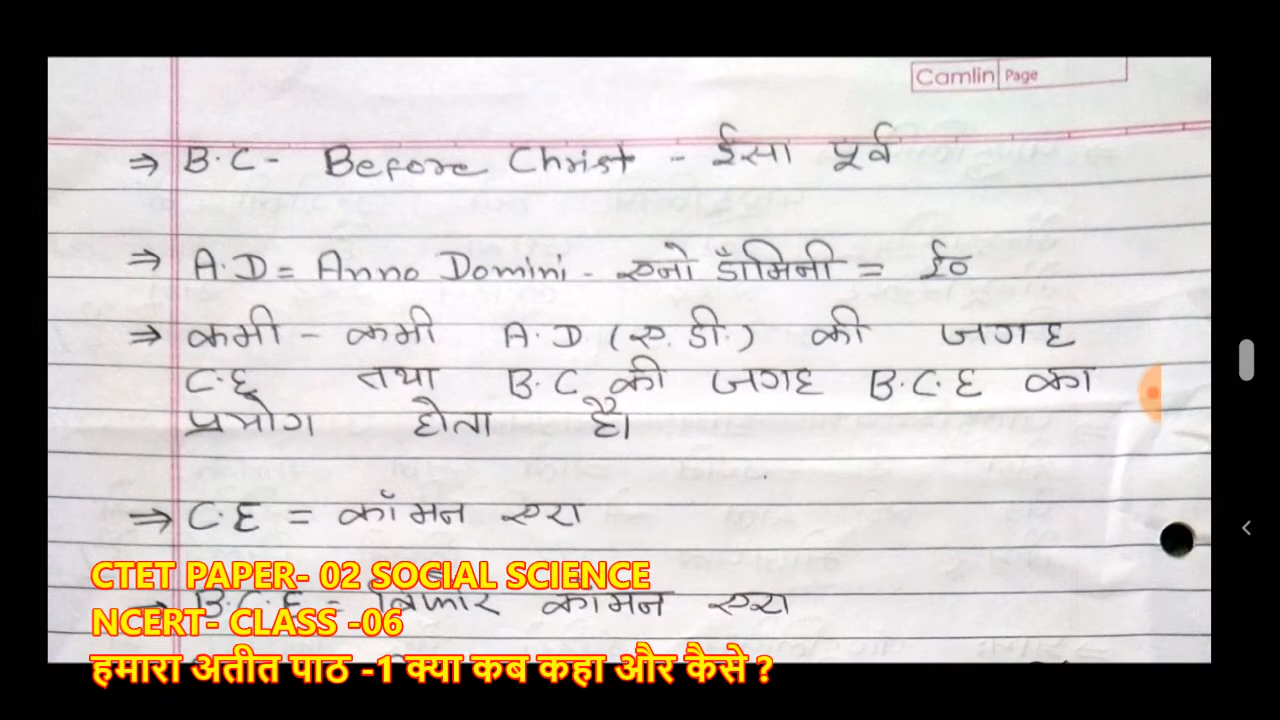 Camlin Page
⇒ B.C - Before Christ - ईसा पूर्व
⇒ A.D = Anno Domini - एनो डॉमिनी = ई०
⇒ कभी - कभी A.D. (ए.डी.) की जगह
C.E तथा B.C की जगह B.C.E का
प्रयोग होता है।
⇒ C.E = कॉमन एरा
CTET PAPER- 02 SOCIAL SCIENCE
→ B.C.E = बिफोर कॉमन एरा
NCERT- CLASS -06
हमारा अतीत पाठ -1 क्या कब कहा और कैसे ?